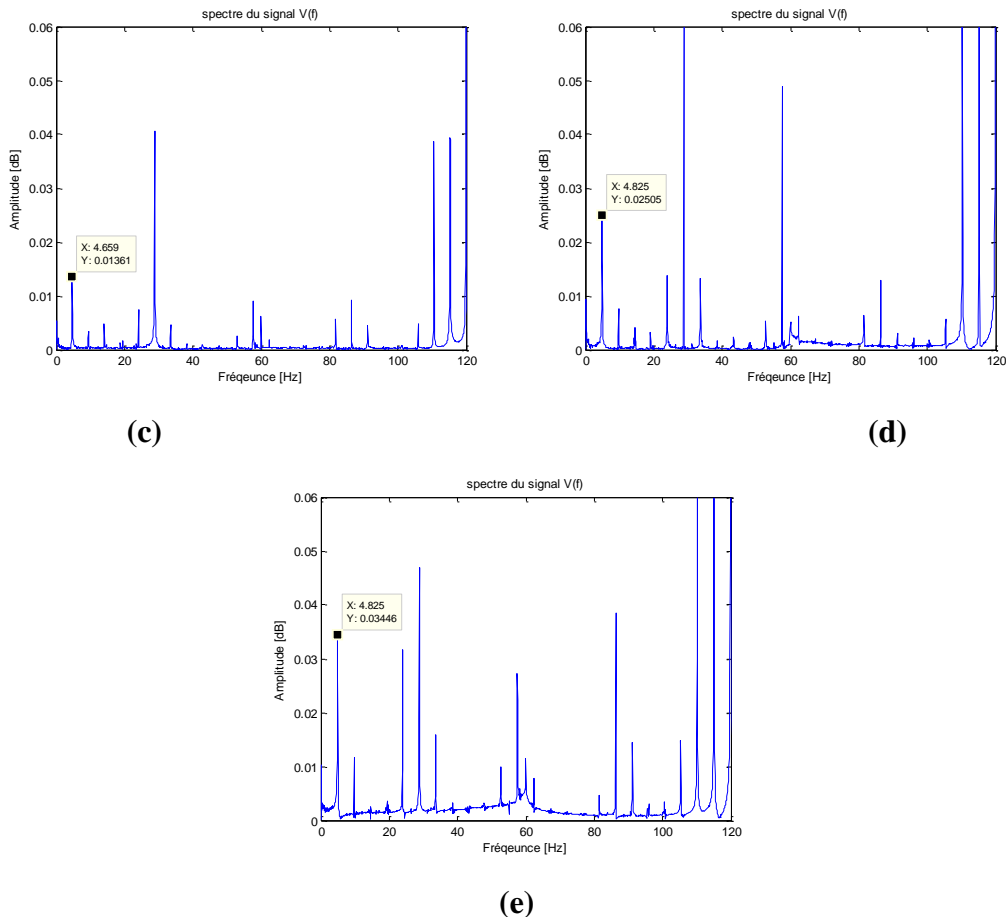 spectre du signal V(f)
0.06
0.05
0.04
0.03
0.02
0.01
0
Amplitude [dB]
X: 4.659
Y: 0.01361
0 20 40 60 80 100 120
Fréqeunce [Hz]
(c)
spectre du signal V(f)
0.06
0.05
0.04
0.03
0.02
0.01
0
Amplitude [dB]
X: 4.825
Y: 0.02505
0 20 40 60 80 100 120
Fréqeunce [Hz]
(d)
spectre du signal V(f)
0.06
0.05
0.04
0.03
0.02
0.01
0
Amplitude [dB]
X: 4.825
Y: 0.03446
0 20 40 60 80 100 120
Fréqeunce [Hz]
(e)